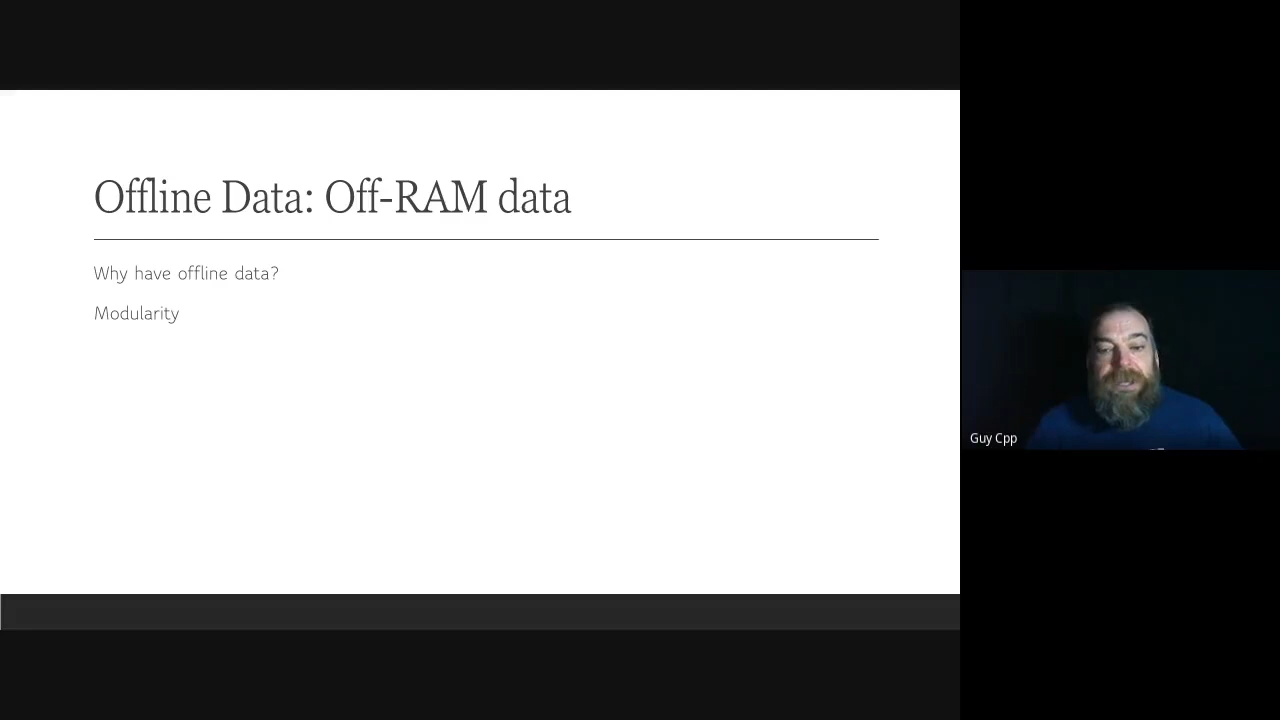 Offline Data: Off-RAM data
Why have offline data?
Modularity
Guy Cpp